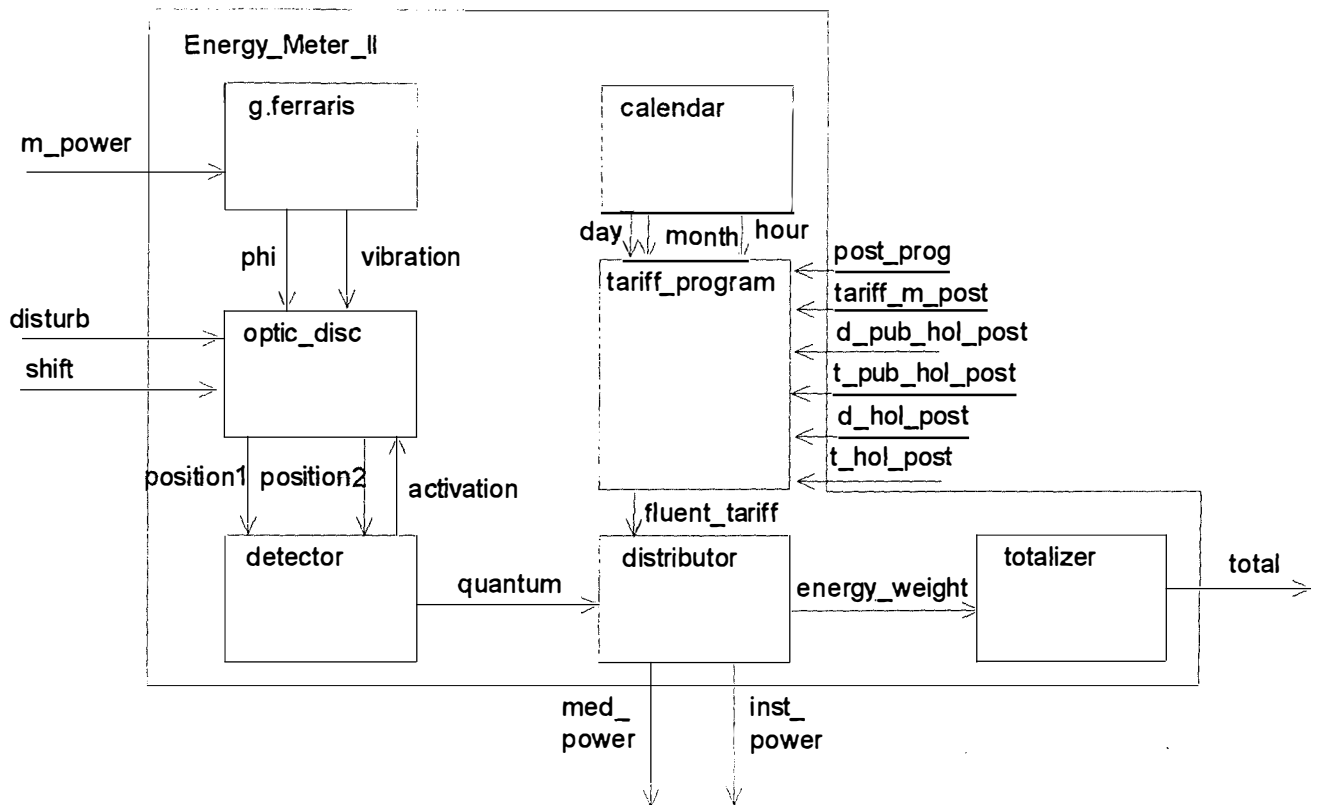 Energy_Meter_II
g.ferraris
calendar
m_power
day
month
hour
phi
vibration
post_prog
tariff_program
tariff_m_post
disturb
optic_disc
d_pub_hol_post
shift
t_pub_hol_post
d_hol_post
t_hol_post
position1
position2
activation
fluent_tariff
detector
distributor
totalizer
quantum
energy_weight
total
med_
power
inst_
power